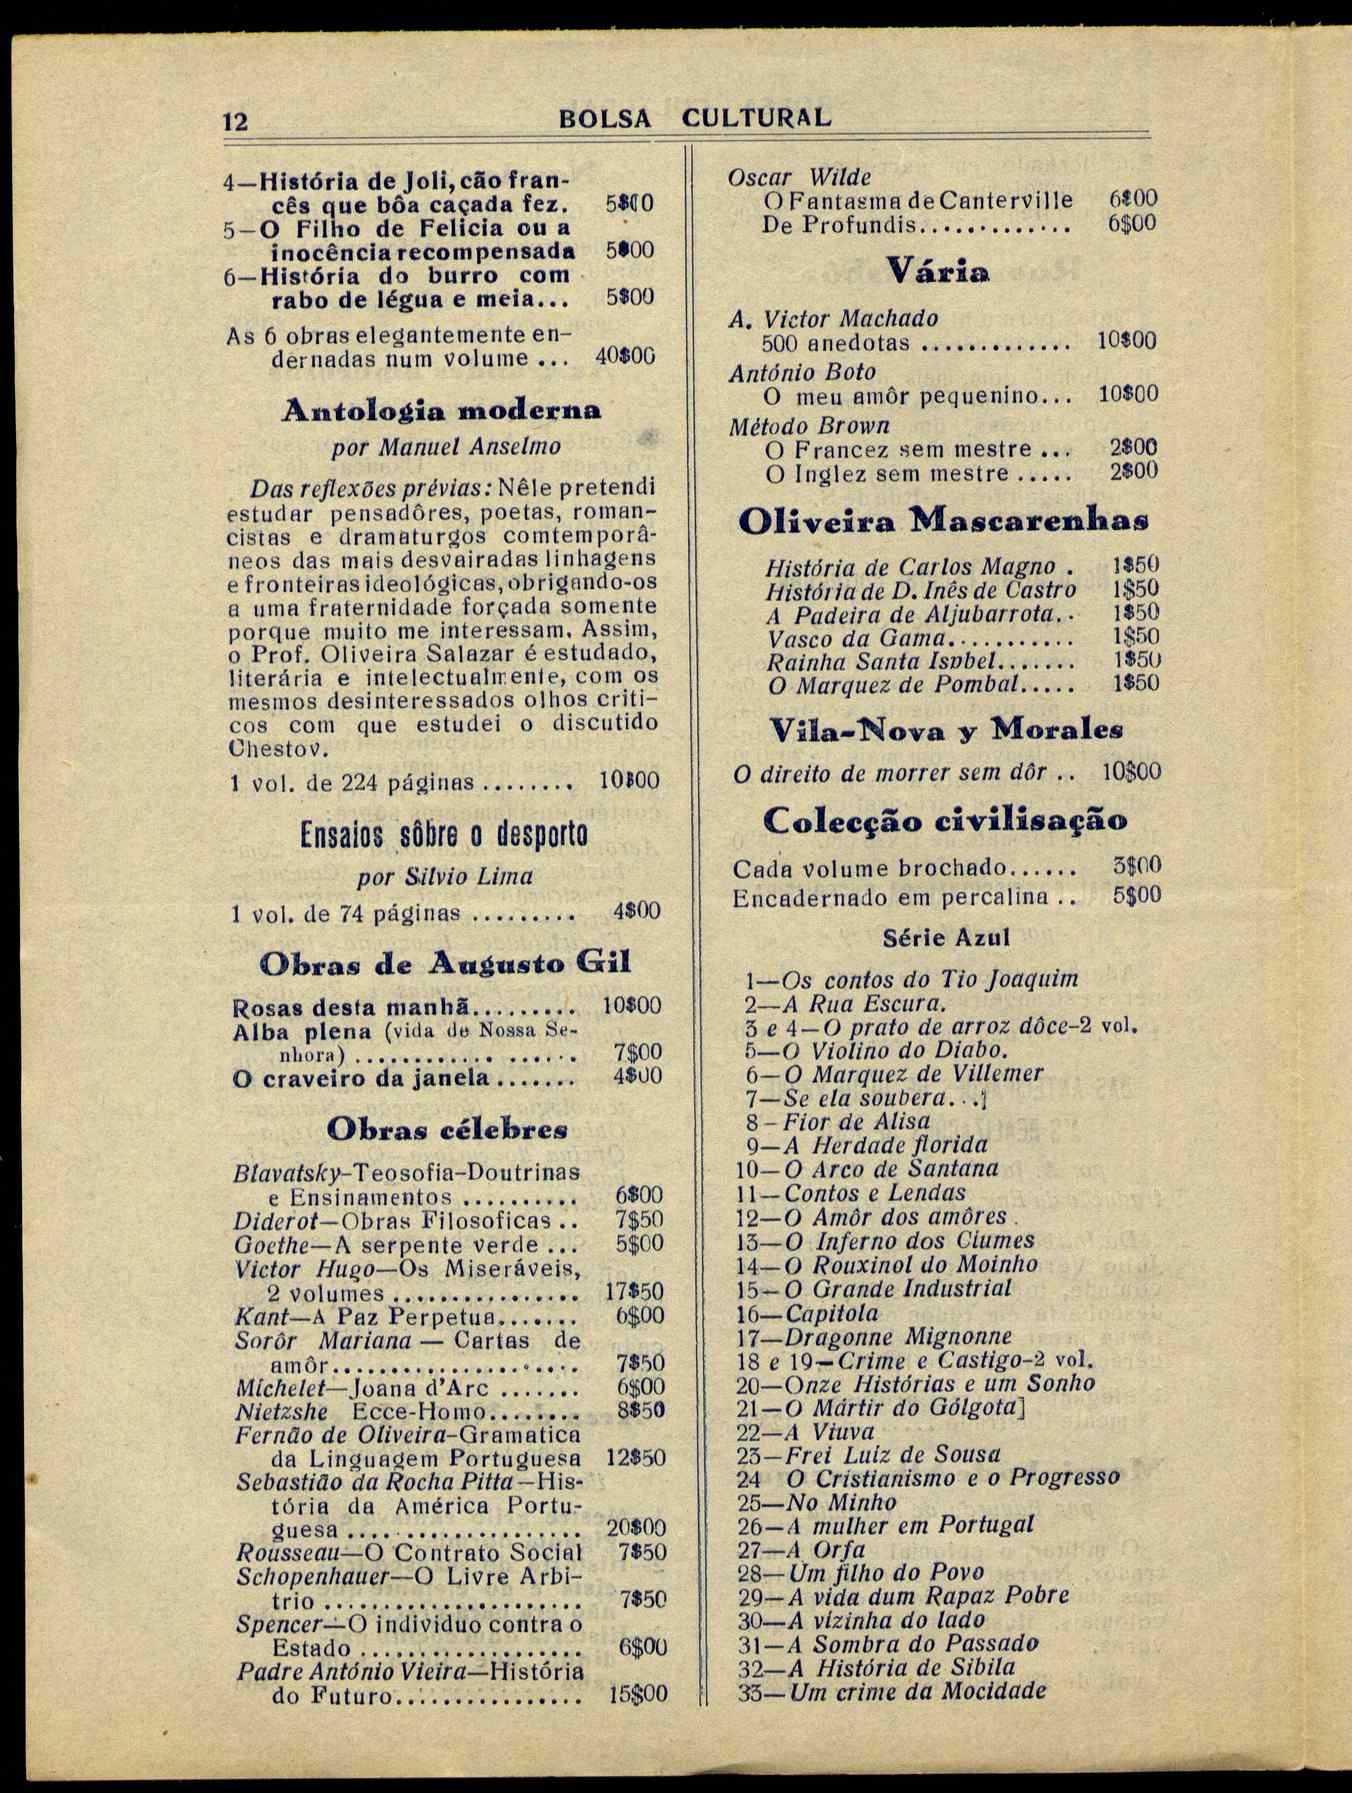 12
BOLSA CULTURAL
4—História de Joli, cão fran-
cês que bôa caçada fez. 5$00
5—O Filho de Felicia ou a
inocência recompensada 5$00
6—História do burro com
rabo de légua e meia... 5$00
As 6 obras elegantemente en-
dernadas num volume ... 40$00
Antologia moderna
por Manuel Anselmo
Das reflexões prévias: Nêle pretendi
estudar pensadôres, poetas, roman-
cistas e dramaturgos comtemporâ-
neos das mais desvairadas linhagens
e fronteiras ideológicas, obrigando-os
a uma fraternidade forçada somente
porque muito me interessam. Assim,
o Prof. Oliveira Salazar é estudado,
literária e intelectualmente, com os
mesmos desinteressados olhos criti-
cos com que estudei o discutido
Chestov.
1 vol. de 224 páginas ........ 10$00
Ensaios sôbre o desporto
por Silvio Lima
1 vol. de 74 páginas ......... 4$00
Obras de Augusto Gil
Rosas desta manhã......... 10$00
Alba plena (vida de Nossa Se-
nhora) .................. 7$00
O craveiro da janela ....... 4$00
Obras célebres
Blavatsky-Teosofia-Doutrinas
e Ensinamentos .......... 6$00
Diderot—Obras Filosoficas .. 7$50
Goethe—A serpente verde ... 5$00
Victor Hugo—Os Miseráveis,
2 volumes ................ 17$50
Kant—A Paz Perpetua....... 6$00
Sorôr Mariana — Cartas de
amôr..................... 7$50
Michelet—Joana d'Arc ....... 6$00
Nietzshe Ecce-Homo........ 8$50
Fernão de Oliveira-Gramatica
da Linguagem Portuguesa 12$50
Sebastião da Rocha Pitta—His-
tória da América Portu-
guesa .................... 20$00
Rousseau—O Contrato Social 7$50
Schopenhauer—O Livre Arbi-
trio ...................... 7$50
Spencer—O individuo contra o
Estado ................... 6$00
Padre António Vieira—História
do Futuro................ 15$00
Oscar Wilde
O Fantasma de Canterville 6$00
De Profundis............. 6$00
Vária
A. Victor Machado
500 anedotas ............. 10$00
António Boto
O meu amôr pequenino... 10$00
Método Brown
O Francez sem mestre ... 2$00
O Inglez sem mestre ..... 2$00
Oliveira Mascarenhas
História de Carlos Magno . 1$50
História de D. Inês de Castro 1$50
A Padeira de Aljubarrota.. 1$50
Vasco da Gama........... 1$50
Rainha Santa Isabel....... 1$50
O Marquez de Pombal..... 1$50
Vila-Nova y Morales
O direito de morrer sem dôr .. 10$00
Colecção civilisação
Cada volume brochado...... 3$00
Encadernado em percalina .. 5$00
Série Azul
1—Os contos do Tio Joaquim
2—A Rua Escura.
3 e 4—O prato de arroz dôce-2 vol.
5—O Violino do Diabo.
6—O Marquez de Villemer
7—Se ela soubera...]
8-Fior de Alisa
9—A Herdade florida
10—O Arco de Santana
11—Contos e Lendas
12—O Amôr dos amôres .
13—O Inferno dos Ciumes
14—O Rouxinol do Moinho
15—O Grande Industrial
16—Capitola
17—Dragonne Mignonne
18 e 19—Crime e Castigo-2 vol.
20—Onze Histórias e um Sonho
21—O Mártir do Gólgota]
22—A Viuva
23—Frei Luiz de Sousa
24 O Cristianismo e o Progresso
25—No Minho
26—A mulher em Portugal
27—A Orfa
28—Um filho do Povo
29—A vida dum Rapaz Pobre
30—A vizinha do lado
31—A Sombra do Passado
32—A História de Sibila
33—Um crime da Mocidade